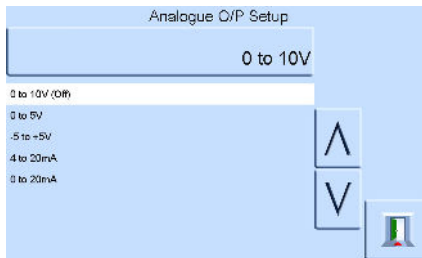 Analogue O/P Setup
0 to 10V
0 to 10V (Off)
0 to 5V
-5 to +5V
4 to 20mA
0 to 20mA